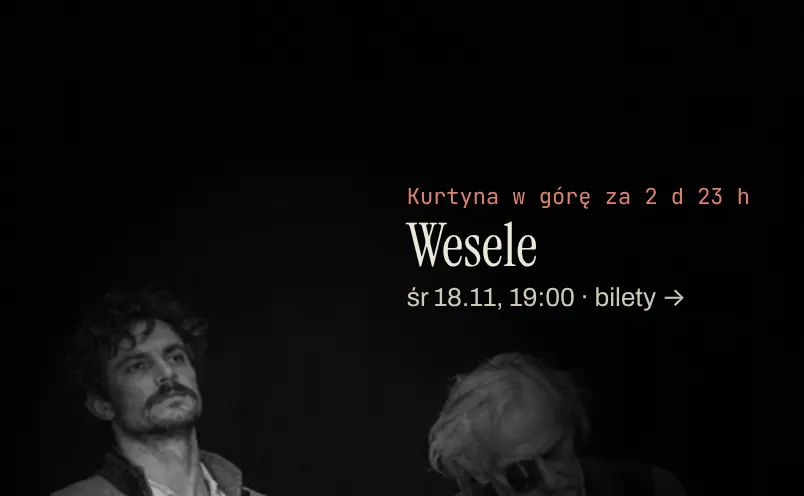 Kurtyna w górę za 2 d 23 h
Wesele
śr 18.11, 19:00 · bilety →